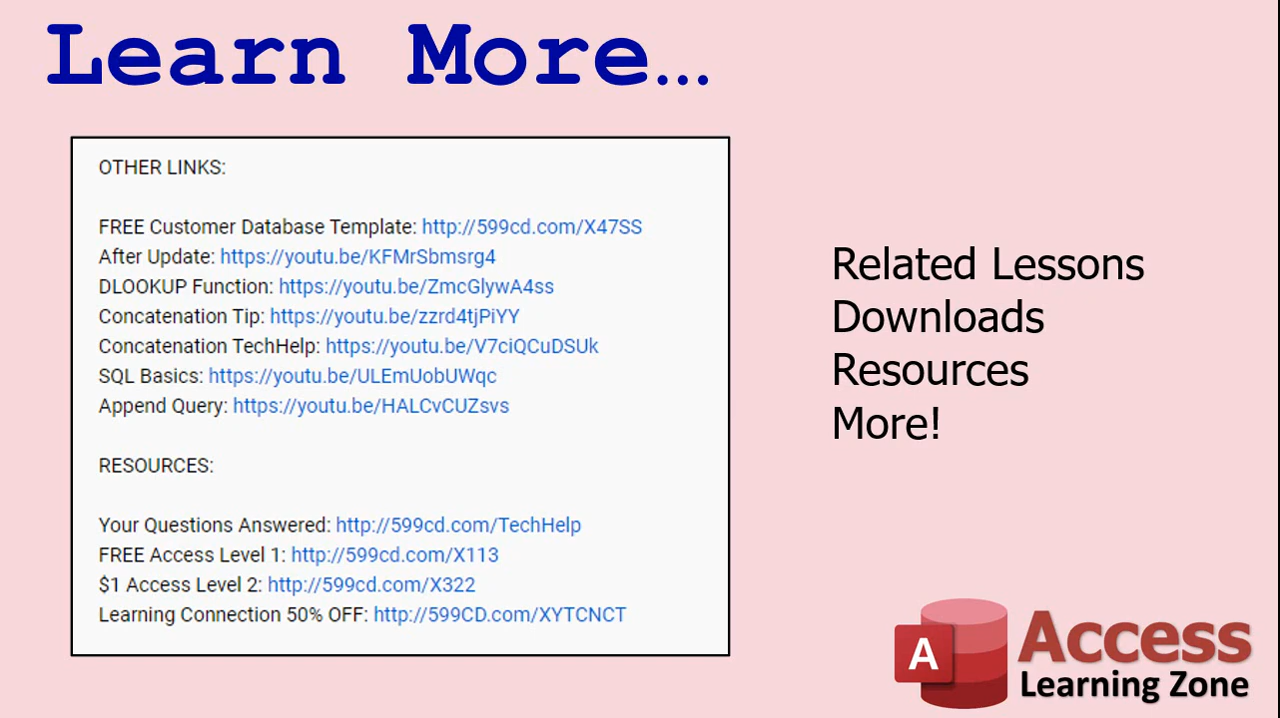 Learn More...
OTHER LINKS:
FREE Customer Database Template: http://599cd.com/X47SS
After Update: https://youtu.be/KFMrSbmsrg4
DLOOKUP Function: https://youtu.be/ZmcGlywA4ss
Concatenation Tip: https://youtu.be/zzrd4tjPiYY
Concatenation TechHelp: https://youtu.be/V7ciQCuDSUk
SQL Basics: https://youtu.be/ULEmUobUWqc
Append Query: https://youtu.be/HALCvCUZsvs
RESOURCES:
Your Questions Answered: http://599cd.com/TechHelp
FREE Access Level 1: http://599cd.com/X113
$1 Access Level 2: http://599cd.com/X322
Learning Connection 50% OFF: http://599CD.com/XYTCNCT
Related Lessons
Downloads
Resources
More!
A
Access
Learning Zone